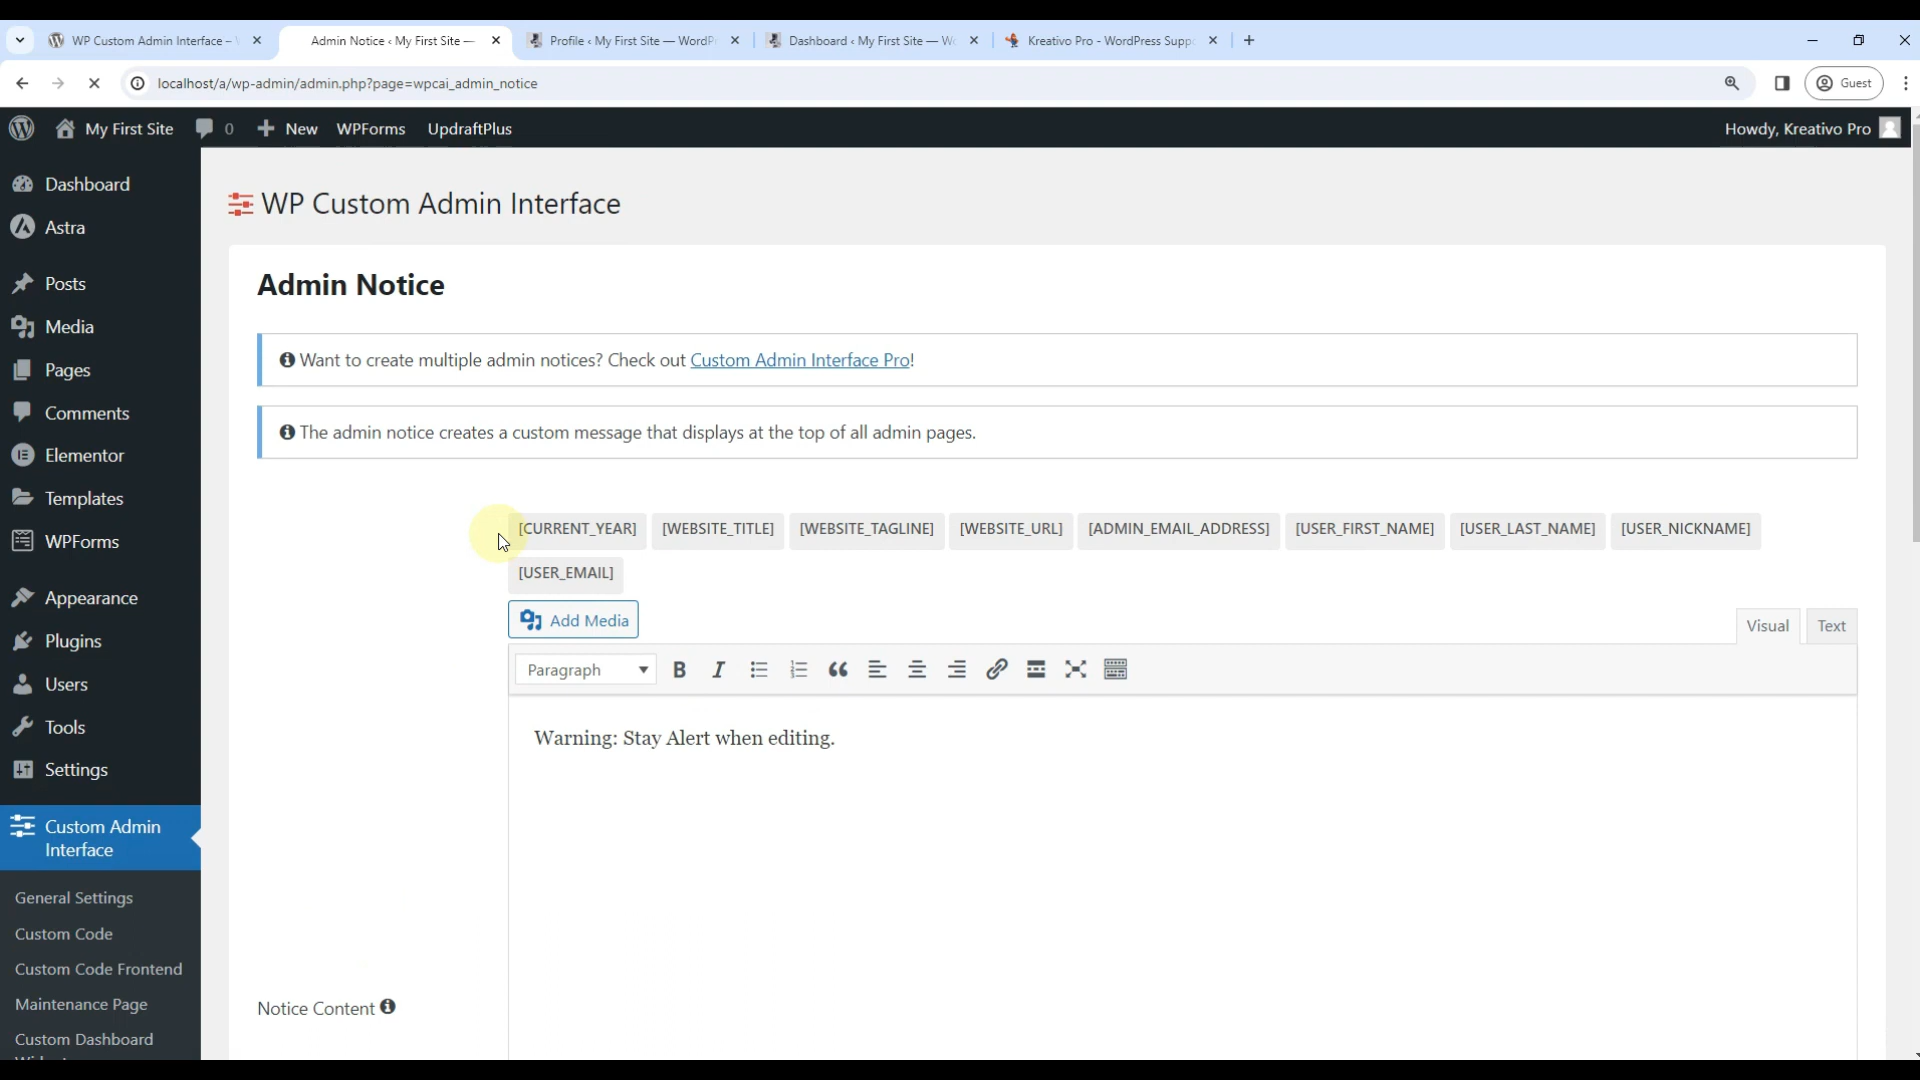 WP Custom Admin Interface –
Admin Notice ‹ My First Site —
Profile ‹ My First Site — WordPr
Dashboard ‹ My First Site — Wo
Kreativo Pro - WordPress Suppo
localhost/a/wp-admin/admin.php?page=wpcai_admin_notice
Guest
My First Site
0
New
WPForms
UpdraftPlus
Howdy, Kreativo Pro
Dashboard
Astra
Posts
Media
Pages
Comments
Elementor
Templates
WPForms
Appearance
Plugins
Users
Tools
Settings
Custom Admin
Interface
General Settings
Custom Code
Custom Code Frontend
Maintenance Page
Custom Dashboard
WP Custom Admin Interface
Admin Notice
Want to create multiple admin notices? Check out Custom Admin Interface Pro!
The admin notice creates a custom message that displays at the top of all admin pages.
[CURRENT_YEAR] [WEBSITE_TITLE] [WEBSITE_TAGLINE] [WEBSITE_URL] [ADMIN_EMAIL_ADDRESS] [USER_FIRST_NAME] [USER_LAST_NAME] [USER_NICKNAME]
[USER_EMAIL]
Add Media
Visual
Text
Paragraph
Warning: Stay Alert when editing.
Notice Content